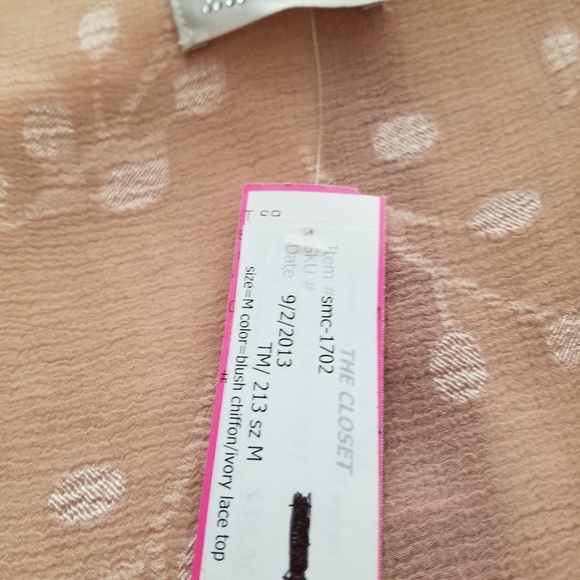 THE CLOSET
Item # smc-1702
SKU #
Date 9/2/2013
TM/ 213 sz M
size=M color=blush chiffon/ivory lace top